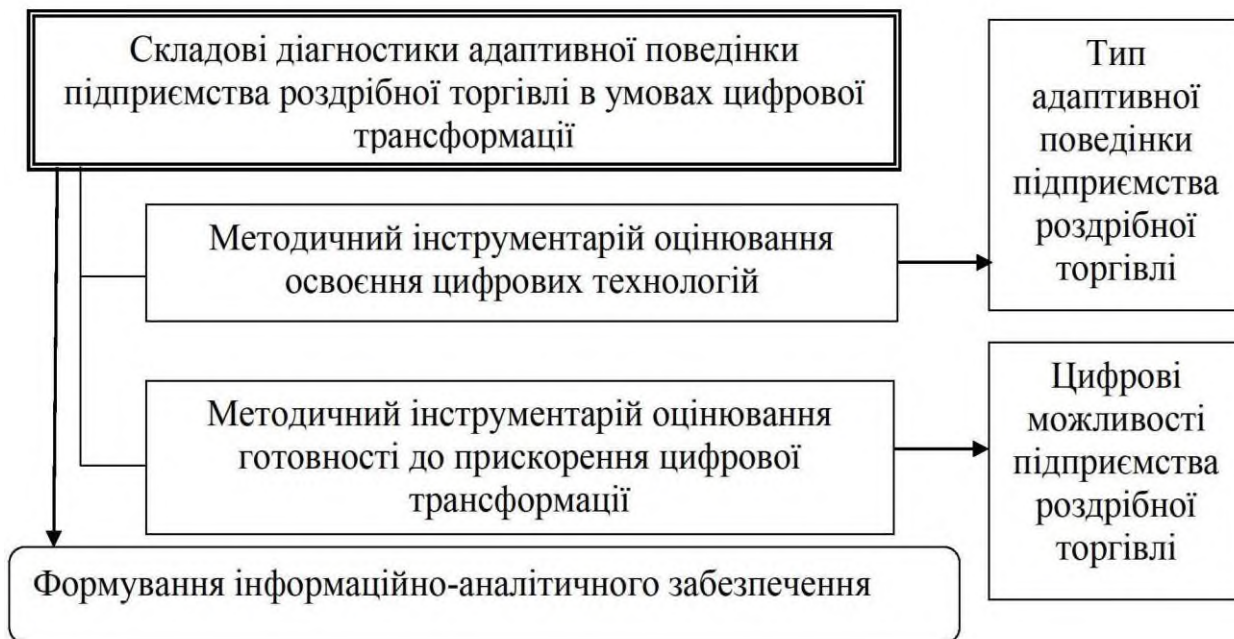 Складові діагностики адаптивної поведінки
підприємства роздрібної торгівлі в умовах цифрової
трансформації
Тип
адаптивної
поведінки
підприємства
роздрібної
торгівлі
Методичний інструментарій оцінювання
освоєння цифрових технологій
Методичний інструментарій оцінювання
готовності до прискорення цифрової
трансформації
Цифрові
можливості
підприємства
роздрібної
торгівлі
Формування інформаційно-аналітичного забезпечення